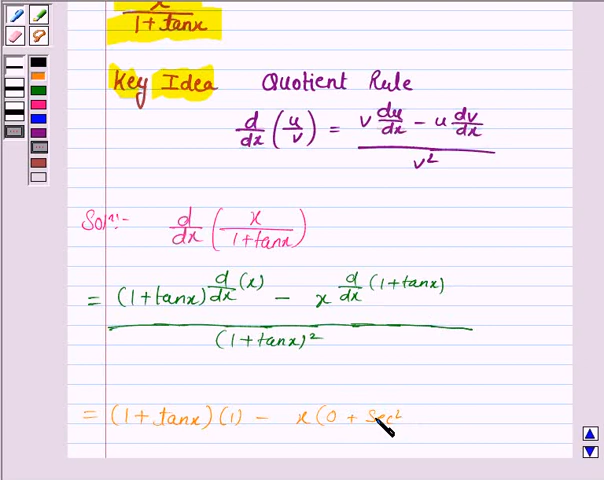 x
1 + tanx
Key Idea Quotient Rule
d/dx (u/v) = (v du/dx - u dv/dx) / v²
Solⁿ:- d/dx (x / 1+tanx)
= ((1+tanx) d/dx (x) - x d/dx (1+tanx)) / (1+tanx)²
= (1+tanx)(1) - x(0 + sec²